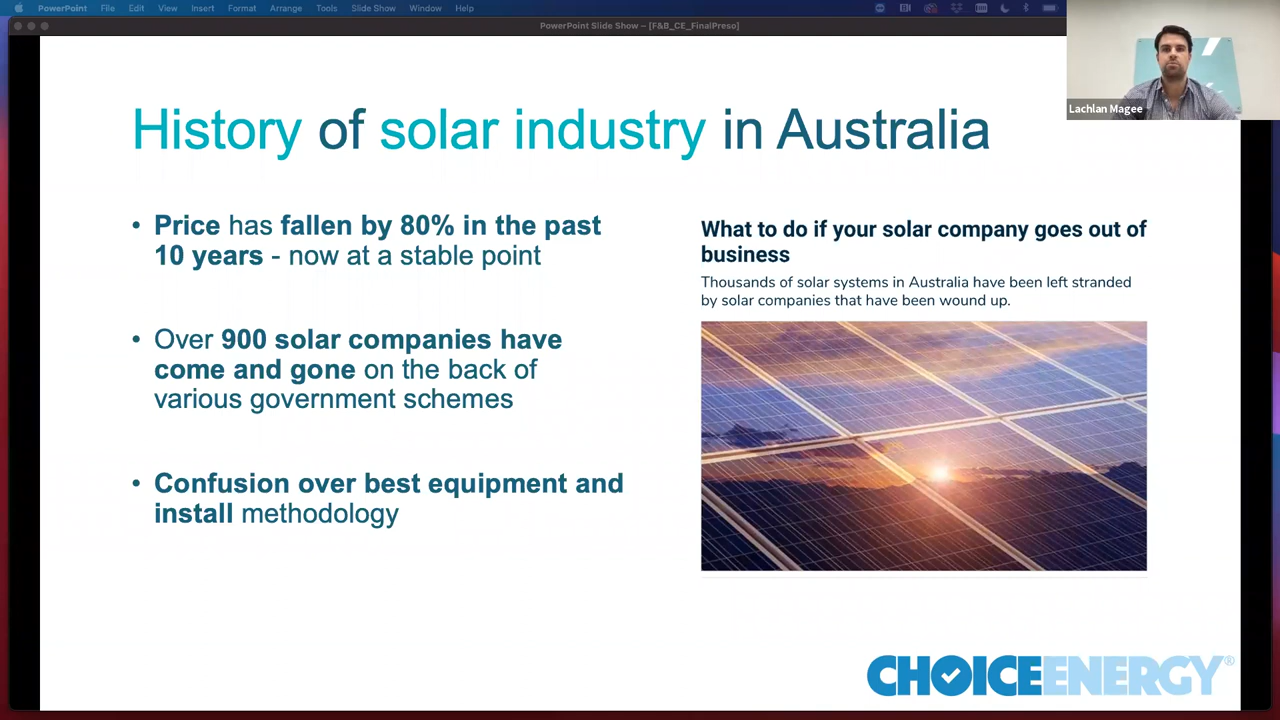 PowerPoint File Edit View Insert Format Arrange Tools Slide Show Window Help
PowerPoint Slide Show – [F&B_CE_FinalPreso]
Lachlan Magee
History of solar industry in Australia
• Price has fallen by 80% in the past
10 years - now at a stable point
• Over 900 solar companies have
come and gone on the back of
various government schemes
• Confusion over best equipment and
install methodology
What to do if your solar company goes out of
business
Thousands of solar systems in Australia have been left stranded
by solar companies that have been wound up.
CHOICEENERGY®